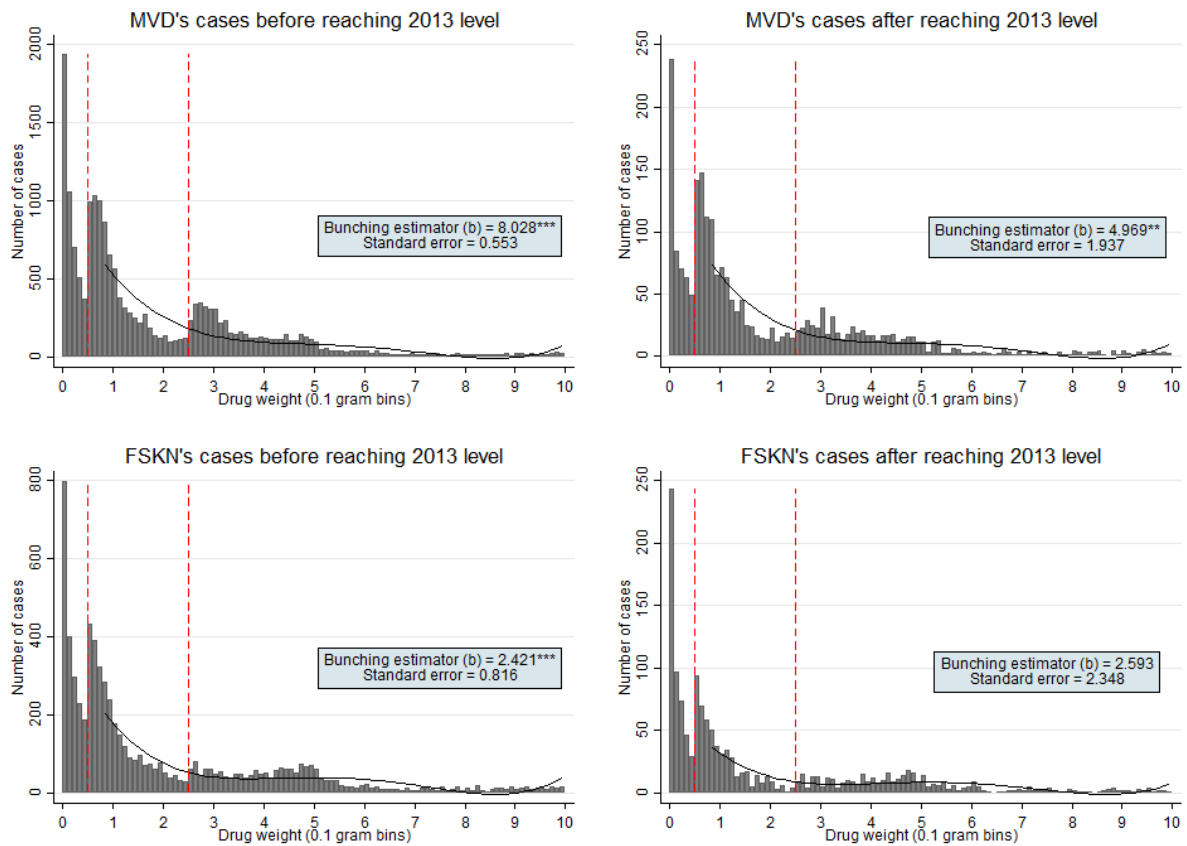 MVD's cases before reaching 2013 level
Number of cases
0
500
1000
1500
2000
Bunching estimator (b) = 8.028***
Standard error = 0.553
0 1 2 3 4 5 6 7 8 9 10
Drug weight (0.1 gram bins)
MVD's cases after reaching 2013 level
Number of cases
0
50
100
150
200
250
Bunching estimator (b) = 4.969**
Standard error = 1.937
0 1 2 3 4 5 6 7 8 9 10
Drug weight (0.1 gram bins)
FSKN's cases before reaching 2013 level
Number of cases
0
200
400
600
800
Bunching estimator (b) = 2.421***
Standard error = 0.816
0 1 2 3 4 5 6 7 8 9 10
Drug weight (0.1 gram bins)
FSKN's cases after reaching 2013 level
Number of cases
0
50
100
150
200
250
Bunching estimator (b) = 2.593
Standard error = 2.348
0 1 2 3 4 5 6 7 8 9 10
Drug weight (0.1 gram bins)